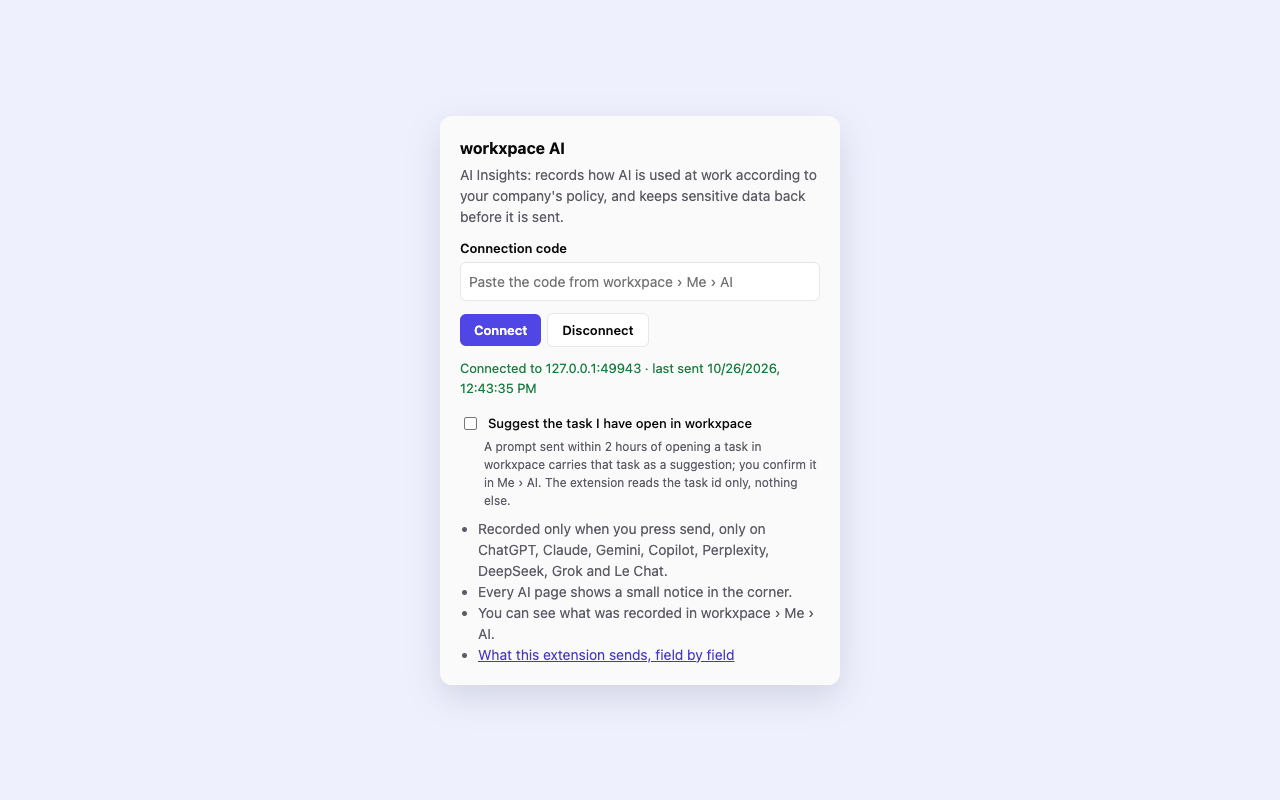 workxpace AI
AI Insights: records how AI is used at work according to
your company's policy, and keeps sensitive data back
before it is sent.
Connection code
Paste the code from workxpace › Me › AI
Connect
Disconnect
Connected to 127.0.0.1:49943 · last sent 10/26/2026,
12:43:35 PM
Suggest the task I have open in workxpace
A prompt sent within 2 hours of opening a task in
workxpace carries that task as a suggestion; you confirm it
in Me › AI. The extension reads the task id only, nothing
else.
• Recorded only when you press send, only on
ChatGPT, Claude, Gemini, Copilot, Perplexity,
DeepSeek, Grok and Le Chat.
• Every AI page shows a small notice in the corner.
• You can see what was recorded in workxpace › Me ›
AI.
• What this extension sends, field by field